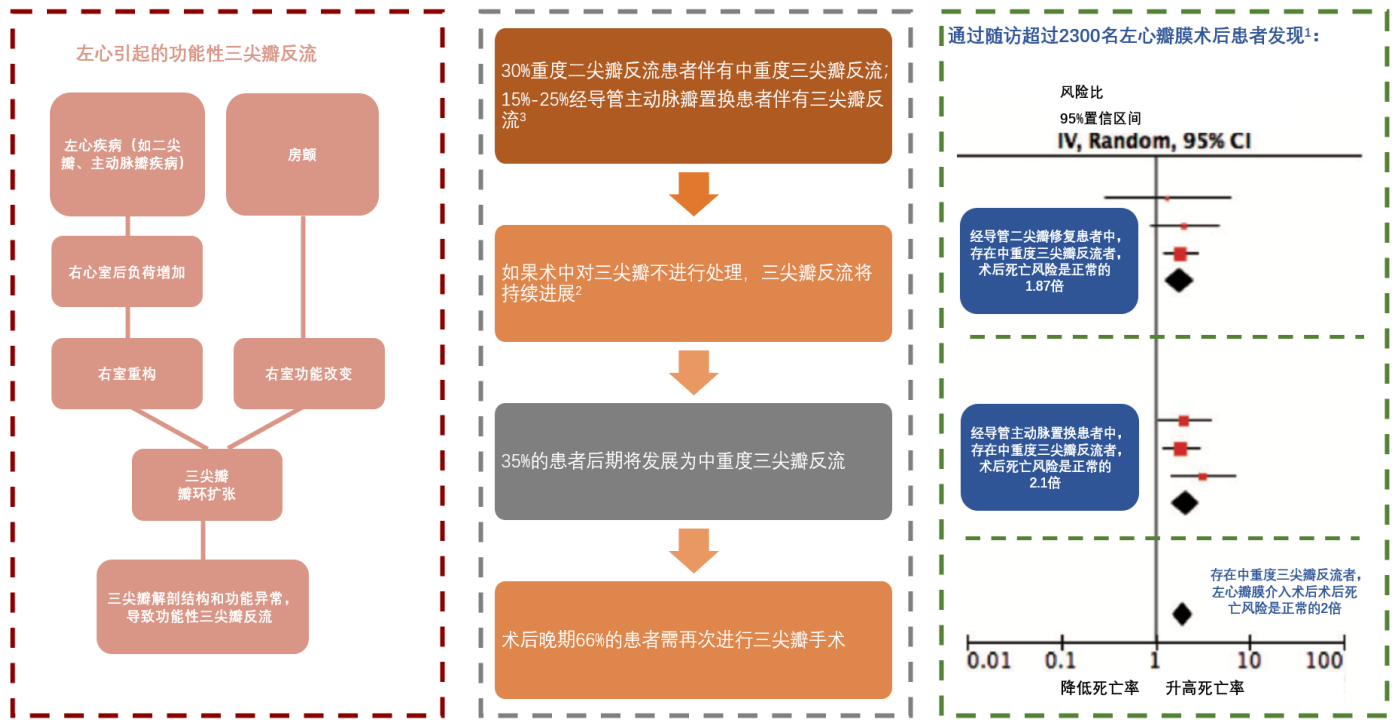 左心引起的功能性三尖瓣反流
左心疾病（如二尖
瓣、主动脉瓣疾病）
房颤
右心室后负荷增加
右室重构
右室功能改变
三尖瓣
瓣环扩张
三尖瓣解剖结构和功能异常，
导致功能性三尖瓣反流
30%重度二尖瓣反流患者伴有中重度三尖瓣反流;
15%-25%经导管主动脉瓣置换患者伴有三尖瓣反
流³
如果术中对三尖瓣不进行处理，三尖瓣反流将
持续进展²
35%的患者后期将发展为中重度三尖瓣反流
术后晚期66%的患者需再次进行三尖瓣手术
通过随访超过2300名左心瓣膜术后患者发现¹：
风险比
95%置信区间
IV, Random, 95% CI
经导管二尖瓣修复患者中，
存在中重度三尖瓣反流者，
术后死亡风险是正常的
1.87倍
经导管主动脉置换患者中，
存在中重度三尖瓣反流者，
术后死亡风险是正常的
2.1倍
存在中重度三尖瓣反流者，
左心瓣膜介入术后术后死
亡风险是正常的2倍
0.01 0.1 1 10 100
降低死亡率 升高死亡率